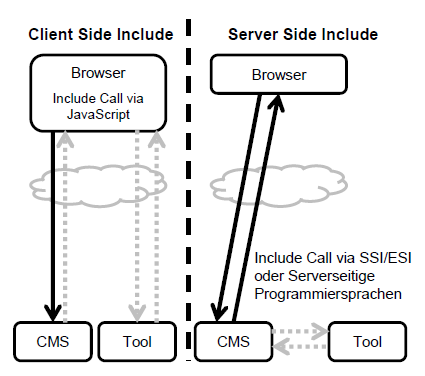 Client Side Include
Server Side Include
Browser
Include Call via
JavaScript
Browser
Include Call via SSI/ESI
oder Serverseitige
Programmiersprachen
CMS
Tool
CMS
Tool